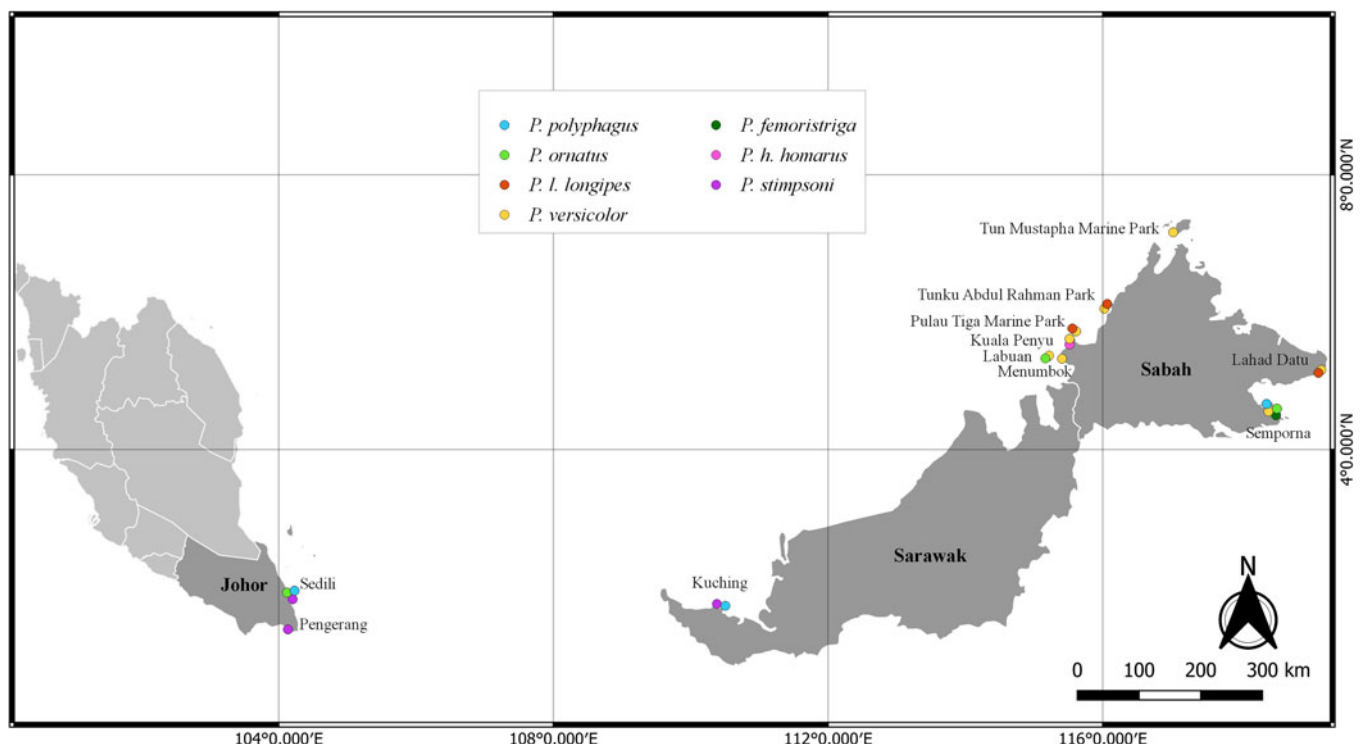 P. polyphagus
P. femoristriga
P. ornatus
P. h. homarus
P. l. longipes
P. stimpsoni
P. versicolor
8°0.000′N
Tun Mustapha Marine Park
Tunku Abdul Rahman Park
Pulau Tiga Marine Park
Kuala Penyu
Labuan
Menumbok
Sabah
Lahad Datu
Semporna
4°0.000′N
Sarawak
Kuching
Johor
Sedili
Pengerang
N
0 100 200 300 km
104°0.000′E 108°0.000′E 112°0.000′E 116°0.000′E